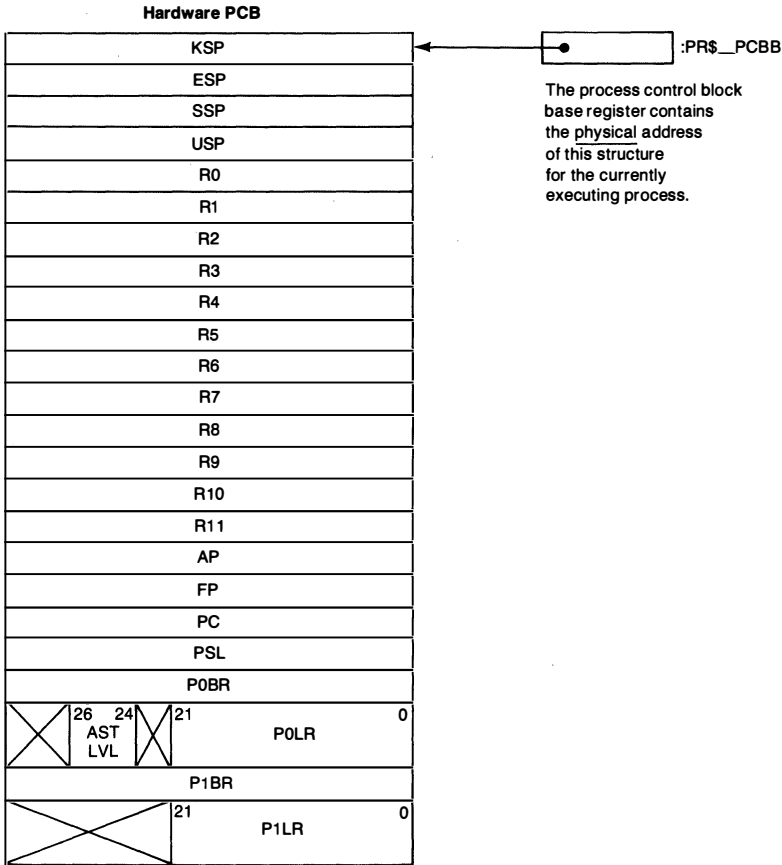 Hardware PCB
KSP
:PR$__PCBB
ESP
SSP
USP
R0
R1
R2
R3
R4
R5
R6
R7
R8
R9
R10
R11
AP
FP
PC
PSL
P0BR
26 24 21 0
AST
LVL
P0LR
P1BR
21 0
P1LR
The process control block
base register contains
the physical address
of this structure
for the currently
executing process.